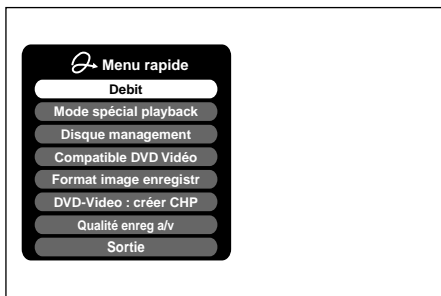 Menu rapide
Debit
Mode spécial playback
Disque management
Compatible DVD Vidéo
Format image enregistr
DVD-Video : créer CHP
Qualité enreg a/v
Sortie